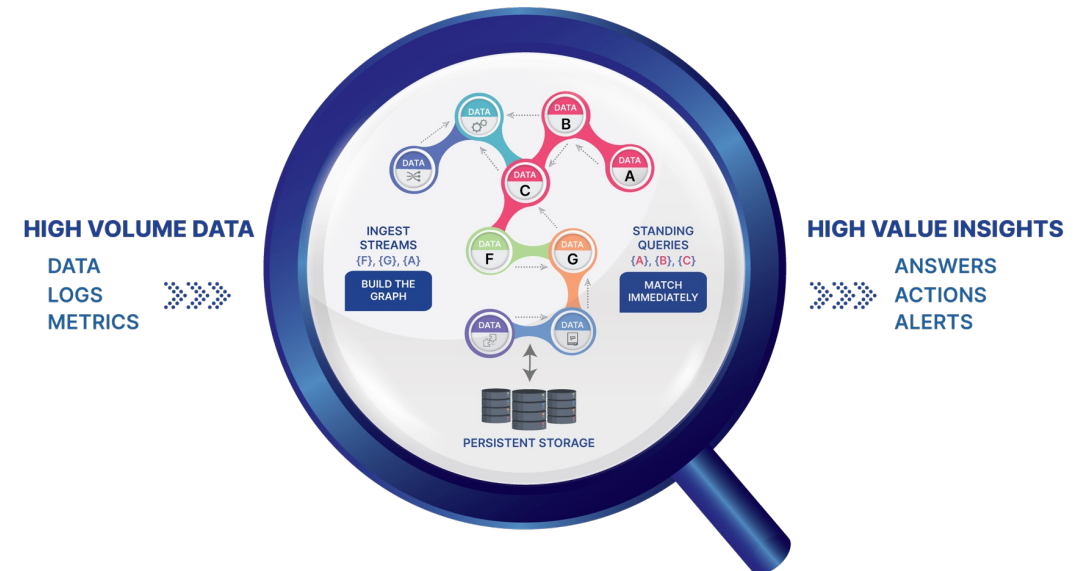 HIGH VOLUME DATA
DATA
LOGS
METRICS
DATA
DATA
B
DATA
DATA
A
DATA
C
INGEST
STREAMS
{F}, {G}, {A}
BUILD THE
GRAPH
DATA
F
DATA
G
STANDING
QUERIES
{A}, {B}, {C}
MATCH
IMMEDIATELY
DATA
DATA
PERSISTENT STORAGE
HIGH VALUE INSIGHTS
ANSWERS
ACTIONS
ALERTS